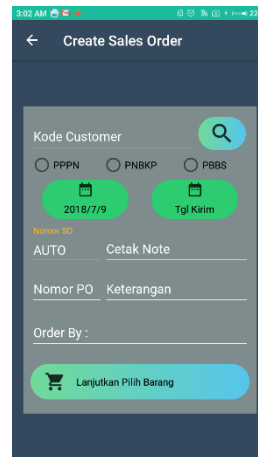 3:02 AM
22
Create Sales Order
Kode Customer
PPPN PNBKP PBBS
2018/7/9 Tgl Kirim
Nomor SO
AUTO Cetak Note
Nomor PO Keterangan
Order By :
Lanjutkan Pilih Barang